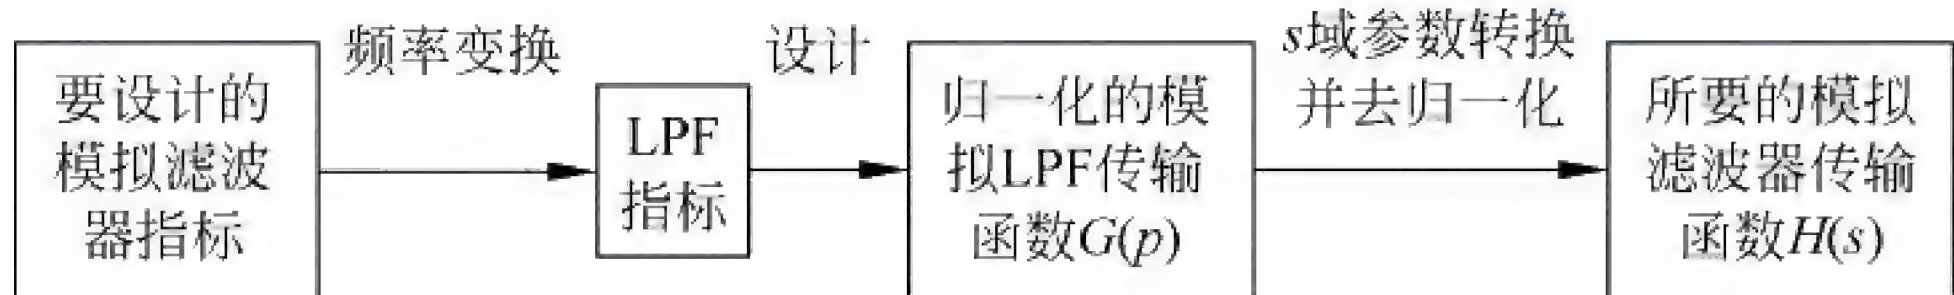 要设计的
模拟滤波
器指标
频率变换
LPF
指标
设计
归一化的模
拟LPF传输
函数G(p)
s域参数转换
并去归一化
所要的模拟
滤波器传输
函数H(s)